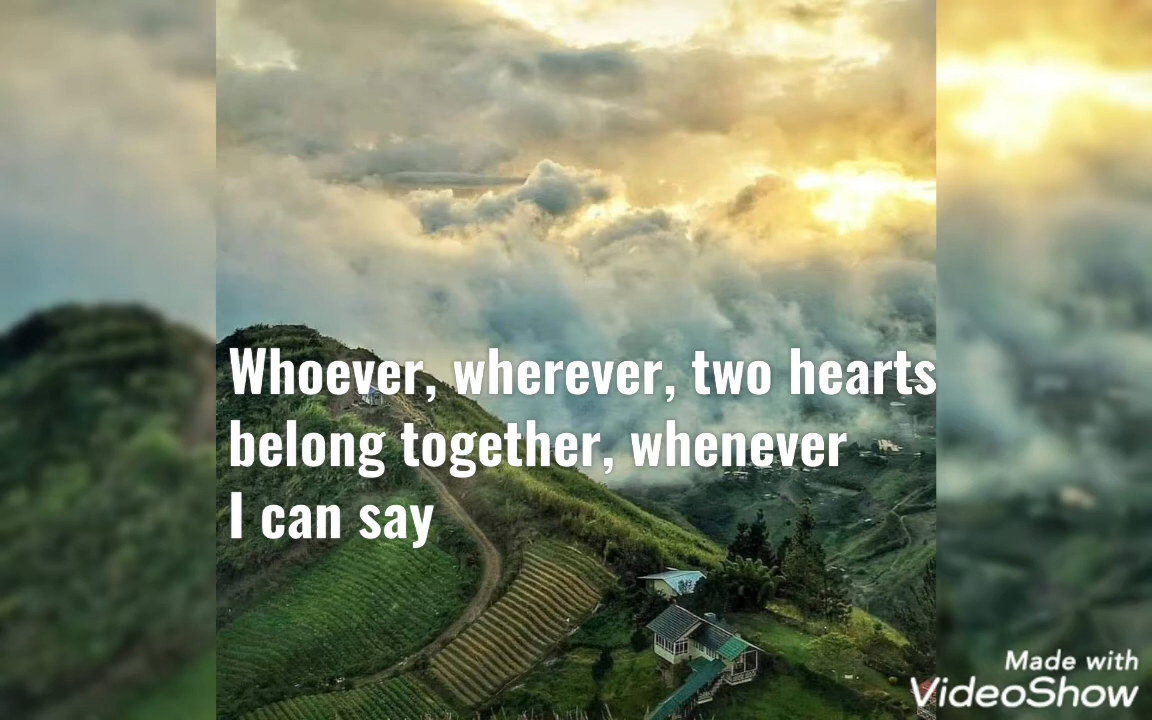 Whoever, wherever, two hearts
belong together, whenever
I can say
Made with
VideoShow